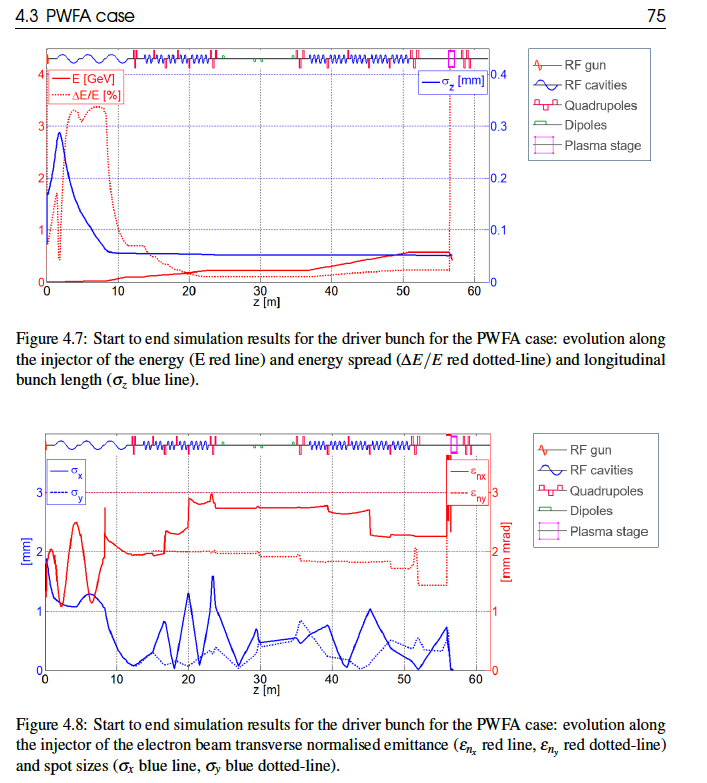 4.3 PWFA case 75
4
3
2
1
0
E [GeV]
ΔE/E [%]
σz [mm]
0.4
0.3
0.2
0.1
0
0 10 20 30 40 50 60
z [m]
RF gun
RF cavities
Quadrupoles
Dipoles
Plasma stage
Figure 4.7: Start to end simulation results for the driver bunch for the PWFA case: evolution along
the injector of the energy (E red line) and energy spread (ΔE/E red dotted-line) and longitudinal
bunch length (σz blue line).
[mm]
3
2
1
0
σx
σy
εnx
εny
3
2
1
0
[mm mrad]
0 10 20 30 40 50 60
z [m]
RF gun
RF cavities
Quadrupoles
Dipoles
Plasma stage
Figure 4.8: Start to end simulation results for the driver bunch for the PWFA case: evolution along
the injector of the electron beam transverse normalised emittance (εnx red line, εny red dotted-line)
and spot sizes (σx blue line, σy blue dotted-line).